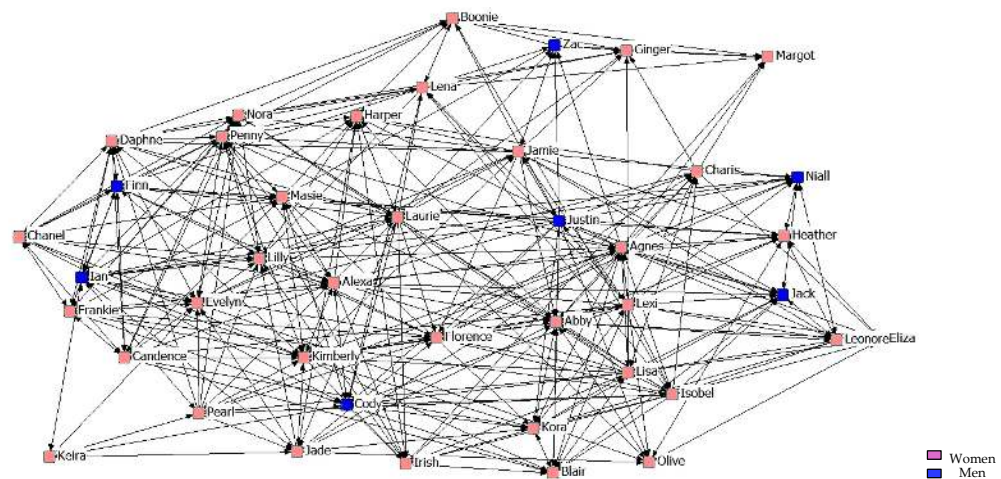 Boonie
Zac
Ginger
Margot
Lena
Nora
Harper
Daphne
Penny
Jamie
Charis
Niall
Finn
Masie
Laurie
Justin
Chanel
Heather
Agnes
Lilly
Ian
Alexa
Jack
Frankie
Evelyn
Lexi
Abby
Florence
LeonoreEliza
Candence
Kimberly
Lisa
Isobel
Pearl
Cody
Kora
Keira
Jade
Irish
Blair
Olive
Women
Men